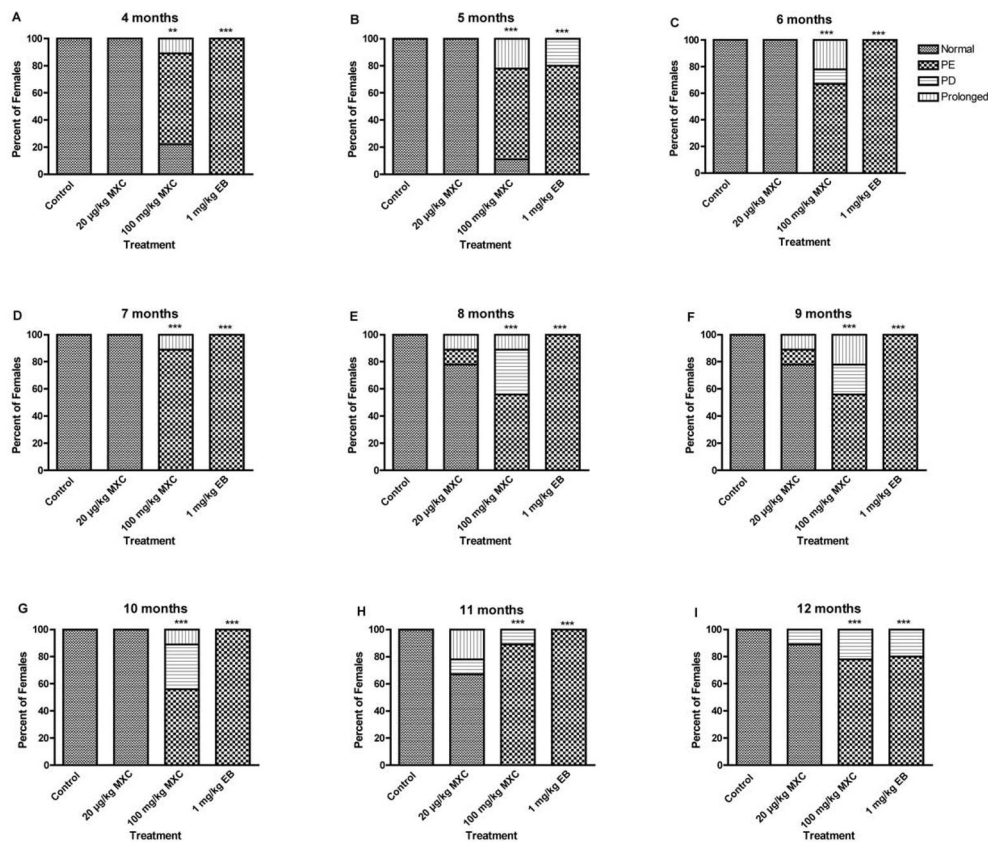 A
4 months
** ***
Percent of Females
100
80
60
40
20
0
Control
20 µg/kg MXC
100 mg/kg MXC
1 mg/kg EB
Treatment
B
5 months
*** ***
Percent of Females
100
80
60
40
20
0
Control
20 µg/kg MXC
100 mg/kg MXC
1 mg/kg EB
Treatment
C
6 months
*** ***
Percent of Females
100
80
60
40
20
0
Control
20 µg/kg MXC
100 mg/kg MXC
1 mg/kg EB
Treatment
Normal
PE
PD
Prolonged
D
7 months
*** ***
Percent of Females
100
80
60
40
20
0
Control
20 µg/kg MXC
100 mg/kg MXC
1 mg/kg EB
Treatment
E
8 months
*** ***
Percent of Females
100
80
60
40
20
0
Control
20 µg/kg MXC
100 mg/kg MXC
1 mg/kg EB
Treatment
F
9 months
*** ***
Percent of Females
100
80
60
40
20
0
Control
20 µg/kg MXC
100 mg/kg MXC
1 mg/kg EB
Treatment
G
10 months
*** ***
Percent of Females
100
80
60
40
20
0
Control
20 µg/kg MXC
100 mg/kg MXC
1 mg/kg EB
Treatment
H
11 months
*** ***
Percent of Females
100
80
60
40
20
0
Control
20 µg/kg MXC
100 mg/kg MXC
1 mg/kg EB
Treatment
I
12 months
*** ***
Percent of Females
100
80
60
40
20
0
Control
20 µg/kg MXC
100 mg/kg MXC
1 mg/kg EB
Treatment